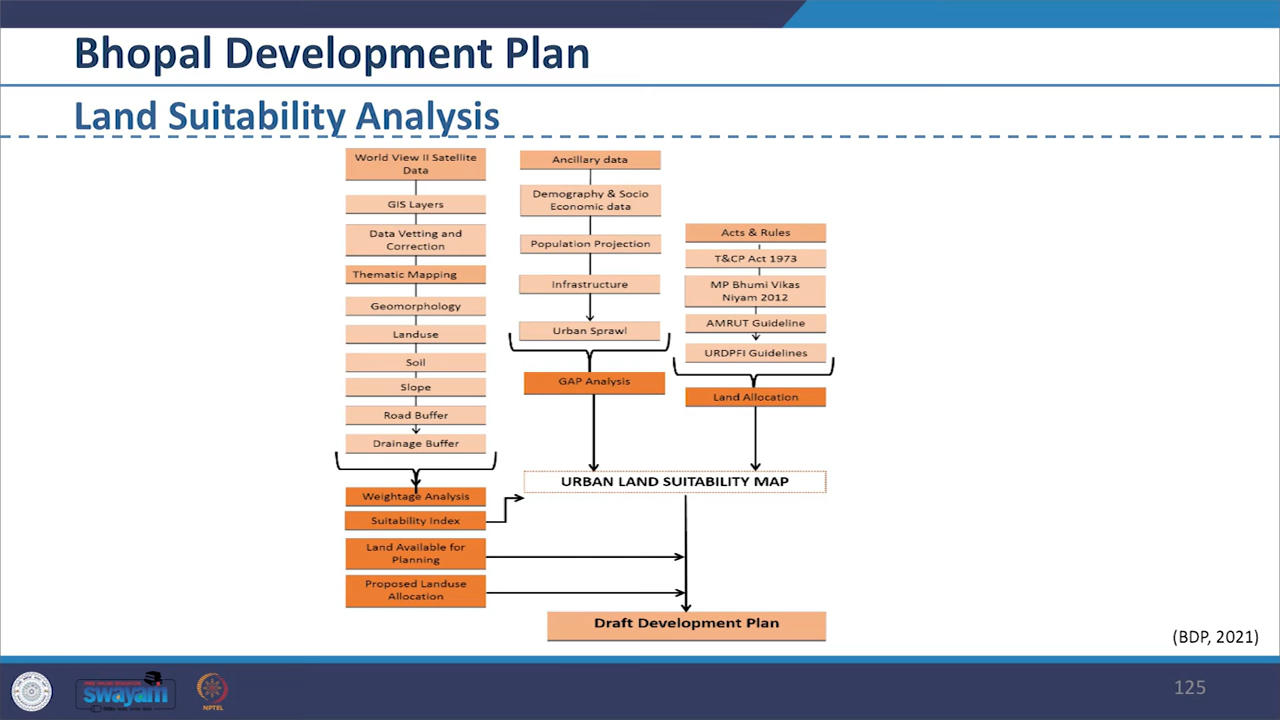 Bhopal Development Plan
Land Suitability Analysis
World View II Satellite
Data
GIS Layers
Data Vetting and
Correction
Thematic Mapping
Geomorphology
Landuse
Soil
Slope
Road Buffer
Drainage Buffer
Weightage Analysis
Suitability Index
Land Available for
Planning
Proposed Landuse
Allocation
Ancillary data
Demography & Socio
Economic data
Population Projection
Infrastructure
Urban Sprawl
GAP Analysis
Acts & Rules
T&CP Act 1973
MP Bhumi Vikas
Niyam 2012
AMRUT Guideline
URDPFI Guidelines
Land Allocation
URBAN LAND SUITABILITY MAP
Draft Development Plan
(BDP, 2021)
swayam
NPTEL
125